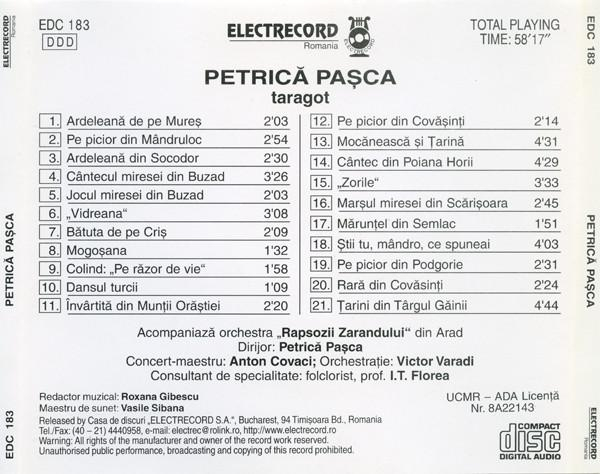 EDC 183
DDD
ELECTRECORD
Romania
ELECTRECORD
TOTAL PLAYING
TIME: 58'17"
PETRICĂ PAŞCA
taragot
1. Ardeleană de pe Mureş 2'03
2. Pe picior din Mândruloc 2'54
3. Ardeleană din Socodor 2'30
4. Cântecul miresei din Buzad 3'26
5. Jocul miresei din Buzad 2'03
6. „Vidreana" 3'08
7. Bătuta de pe Criş 2'09
8. Mogoşana 1'32
9. Colind: „Pe răzor de vie" 1'58
10. Dansul turcii 1'09
11. Învârtită din Munţii Orăştiei 2'20
12. Pe picior din Covăsinţi 2'14
13. Mocănească şi Ţarină 4'31
14. Cântec din Poiana Horii 4'29
15. „Zorile" 3'33
16. Marşul miresei din Scărişoara 2'45
17. Mărunţel din Semlac 1'51
18. Ştii tu, mândro, ce spuneai 4'03
19. Pe picior din Podgorie 2'31
20. Rară din Covăsinţi 2'24
21. Ţarini din Târgul Găinii 4'44
Acompaniază orchestra „Rapsozii Zarandului" din Arad
Dirijor: Petrică Paşca
Concert-maestru: Anton Covaci; Orchestraţie: Victor Varadi
Consultant de specialitate: folclorist, prof. I.T. Florea
Redactor muzical: Roxana Gibescu
Maestru de sunet: Vasile Sibana
Released by Casa de discuri „ELECTRECORD S.A.", Bucharest, 94 Timişoara Bd., Romania
Tel./Fax (40 - 21) 4440958, e-mail: electrec@rolink.ro, http://www.electrecord.ro
Warning: All rights of the manufacturer and owner of the record work reserved.
Unauthorised public performance, broadcasting and copying of this record prohibited.
UCMR - ADA Licenţă
Nr. 8A22143
COMPACT
disc
DIGITAL AUDIO
ELECTRECORD
Romania
PETRICĂ PAŞCA
EDC 183
EDC 183
PETRICĂ PAŞCA
ELECTRECORD
Romania